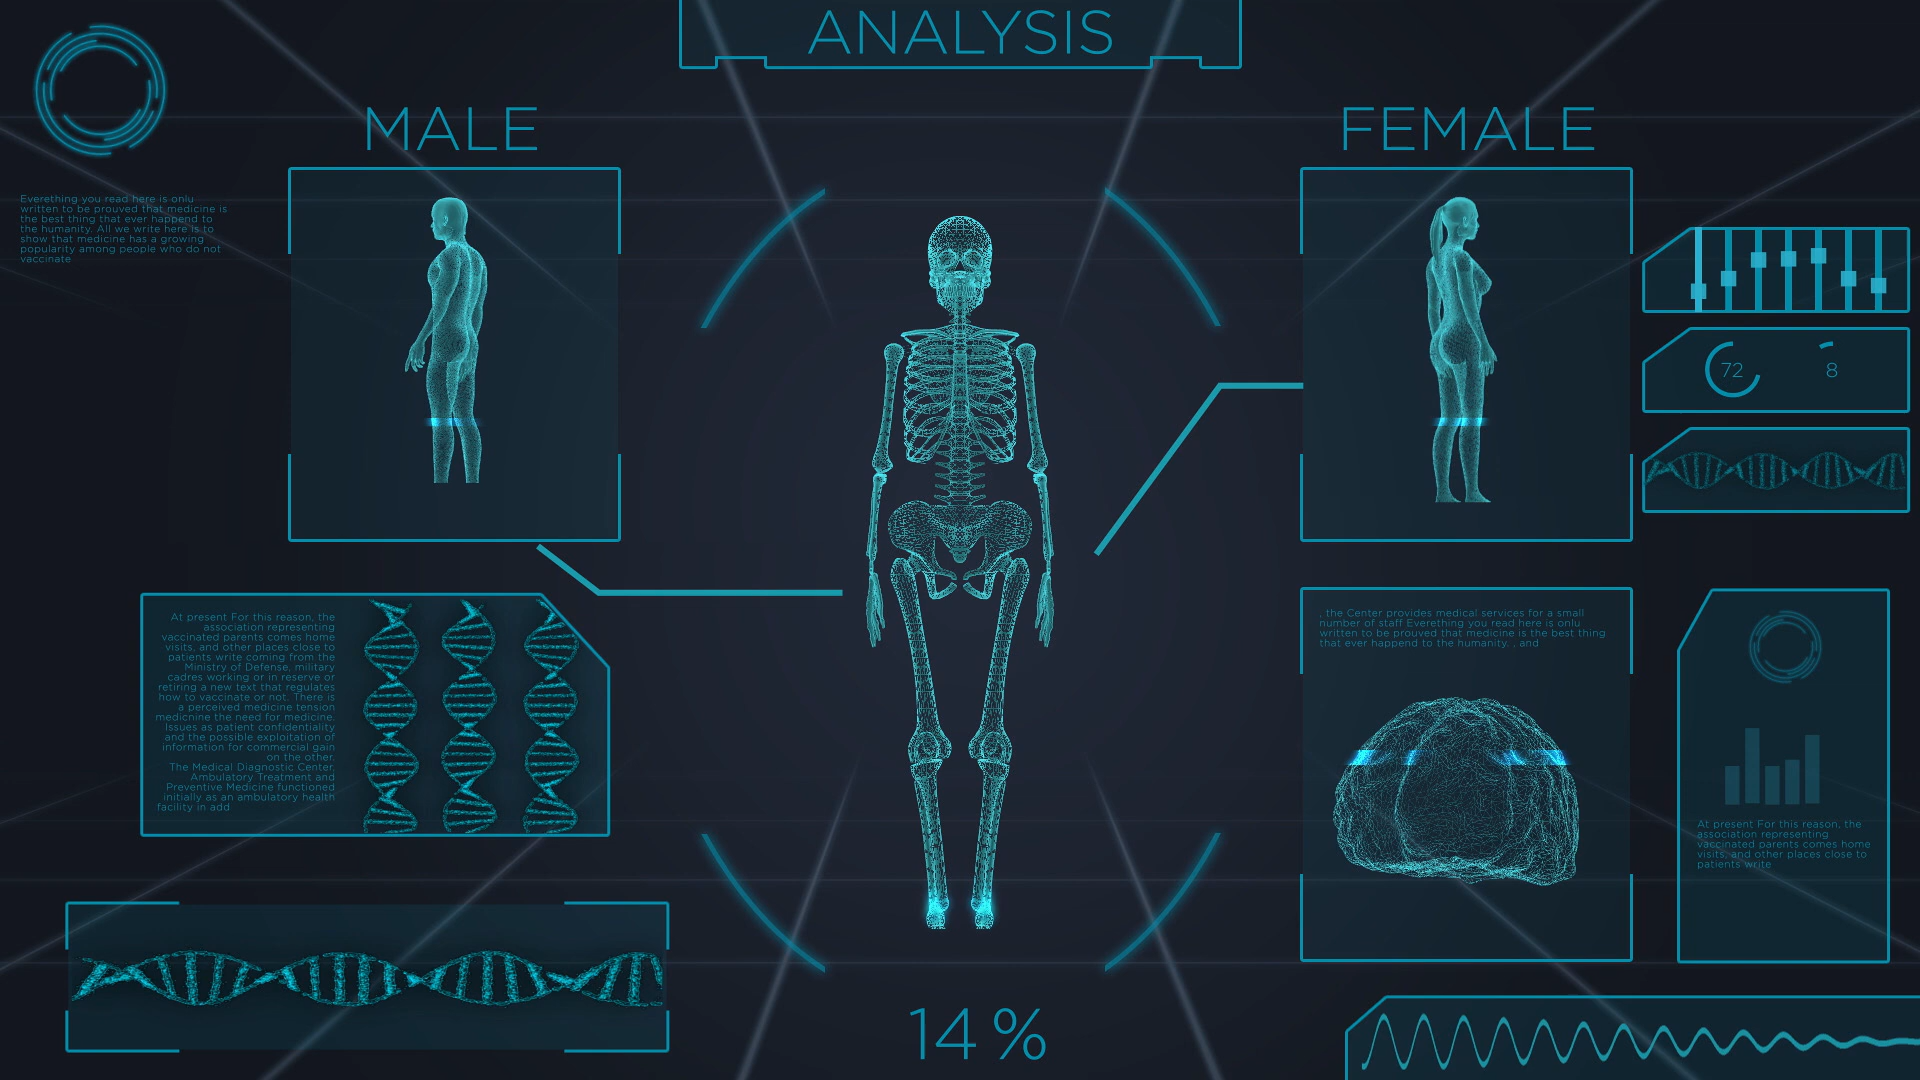 ANALYSIS
MALE
FEMALE
Everething you read here is onlu
written to be prouved that medicine is
the best thing that ever happend to
the humanity. All we write here is to
show that medicine has a growing
popularity among people who do not
vaccinate
72
8
At present For this reason, the
association representing
vaccinated parents comes home
visits, and other places close to
patients write coming from the
Ministry of Defense, military
cadres working or in reserve or
retiring a new text that regulates
how to vaccinate or not. There is
a perceived medicine tension
medicnine the need for medicine.
Issues as patient confidentiality
and the possible exploitation of
information for commercial gain
on the other.
The Medical Diagnostic Center,
Ambulatory Treatment and
Preventive Medicine functioned
initially as an ambulatory health
facility in add
, the Center provides medical services for a small
number of staff Everething you read here is onlu
written to be prouved that medicine is the best thing
that ever happend to the humanity. , and
At present For this reason, the
association representing
vaccinated parents comes home
visits, and other places close to
patients write
14 %